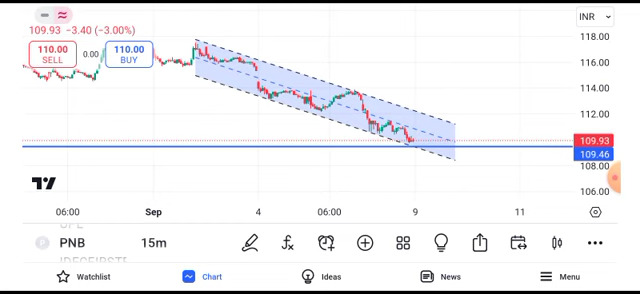 INR
109.93 −3.40 (−3.00%)
110.00
SELL
0.00
110.00
BUY
118.00
116.00
114.00
112.00
109.93
109.46
108.00
106.00
06:00 Sep 4 06:00 9 11
P PNB 15m
Watchlist Chart Ideas News Menu